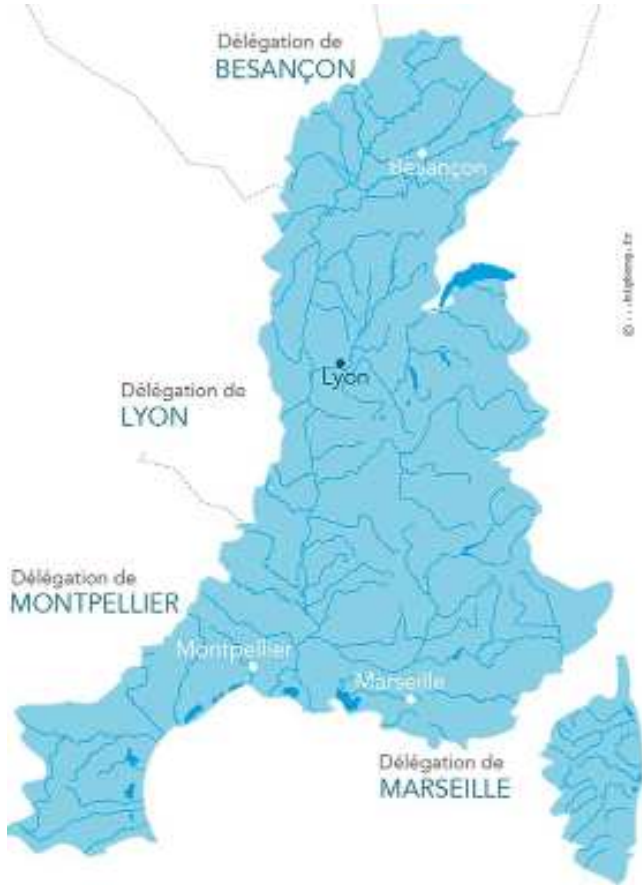 Délégation de
BESANÇON
Besançon
Lyon
Délégation de
LYON
Délégation de
MONTPELLIER
Montpellier
Marseille
Délégation de
MARSEILLE
©